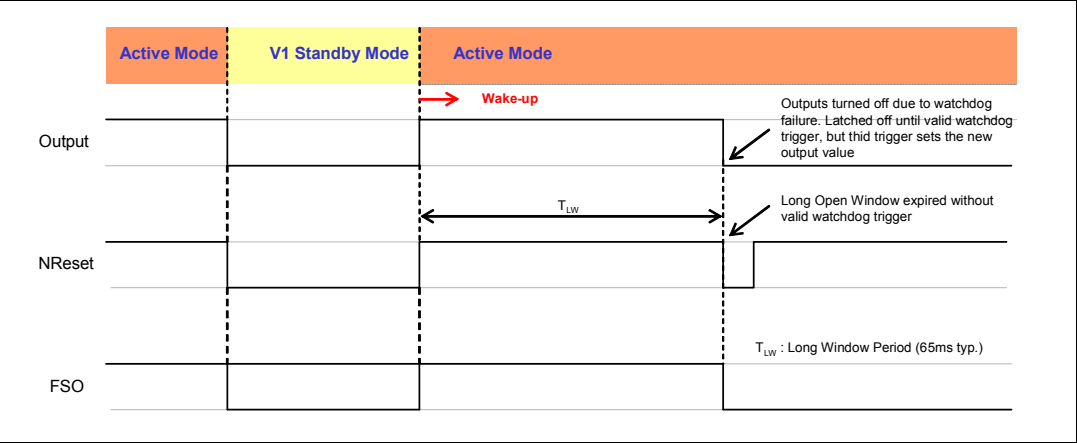 Active Mode
V1 Standby Mode
Active Mode
Wake-up
Outputs turned off due to watchdog
failure. Latched off until valid watchdog
trigger, but thid trigger sets the new
output value
Output
Long Open Window expired without
valid watchdog trigger
TLW
NReset
TLW : Long Window Period (65ms typ.)
FSO